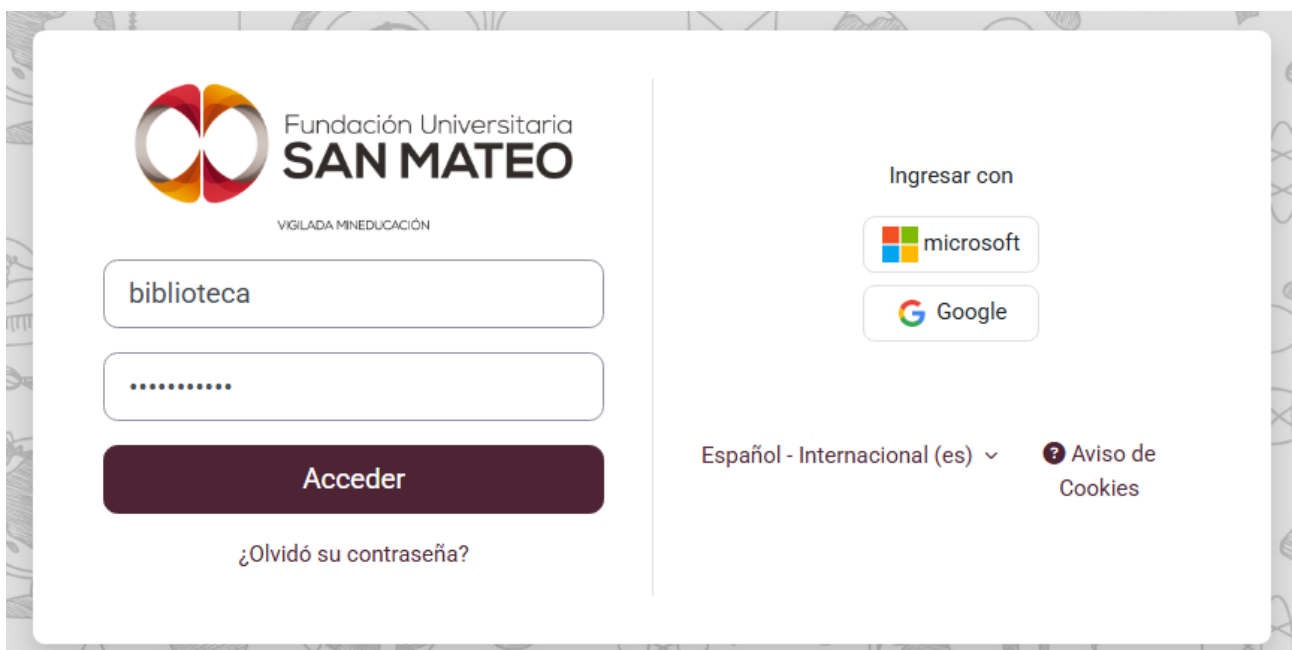 Fundación Universitaria
SAN MATEO
VIGILADA MINEDUCACIÓN
biblioteca
•••••••••••
Acceder
¿Olvidó su contraseña?
Ingresar con
microsoft
Google
Español - Internacional (es)
Aviso de
Cookies